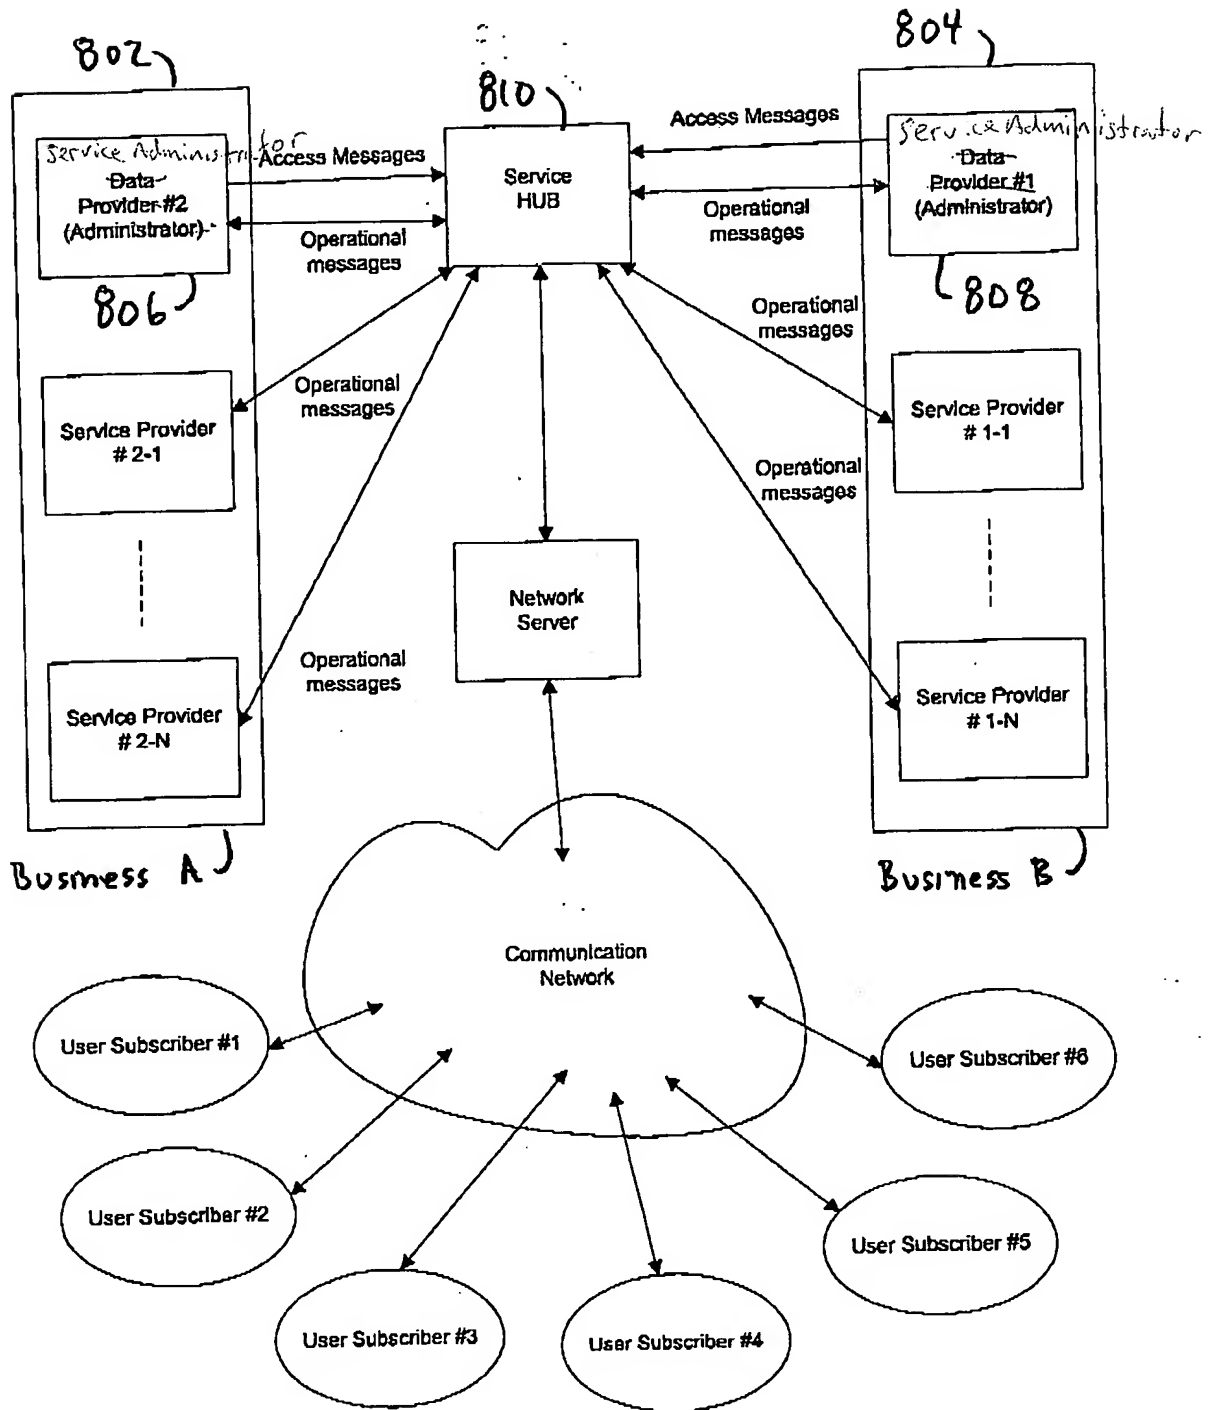 802
804
810
Service Administrator
Data
Provider #2
(Administrator)
Access Messages
Service
HUB
Access Messages
Service Administrator
Data
Provider #1
(Administrator)
Operational
messages
Operational
messages
806
808
Operational
messages
Operational
messages
Service Provider
# 2-1
Service Provider
# 1-1
Operational
messages
Network
Server
Operational
messages
Service Provider
# 2-N
Service Provider
# 1-N
Business A
Business B
Communication
Network
User Subscriber #1
User Subscriber #6
User Subscriber #2
User Subscriber #5
User Subscriber #3
User Subscriber #4